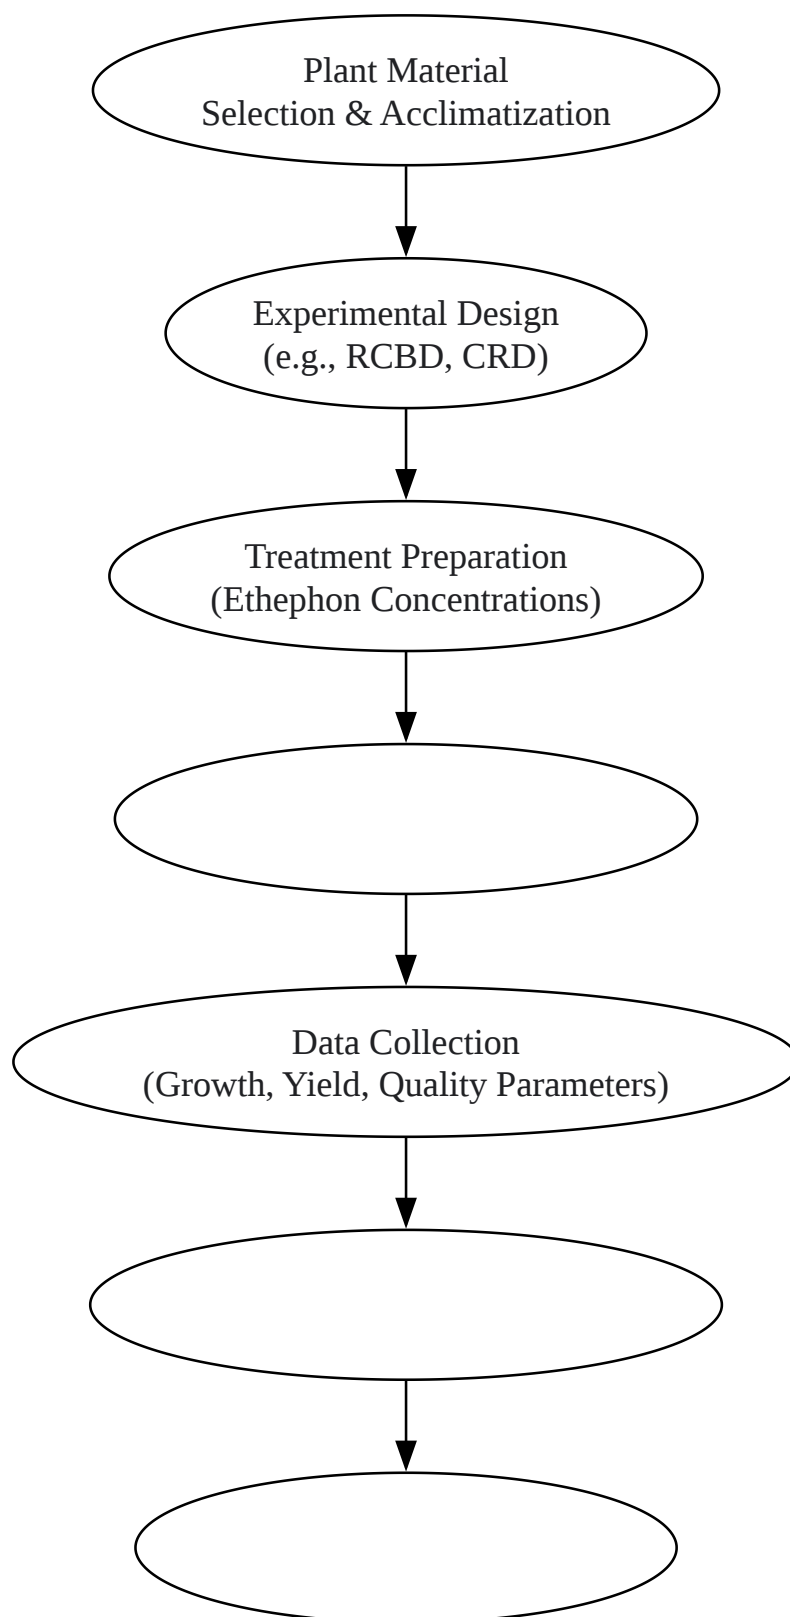 Plant Material
Selection & Acclimatization
Experimental Design
(e.g., RCBD, CRD)
Treatment Preparation
(Ethephon Concentrations)
Data Collection
(Growth, Yield, Quality Parameters)